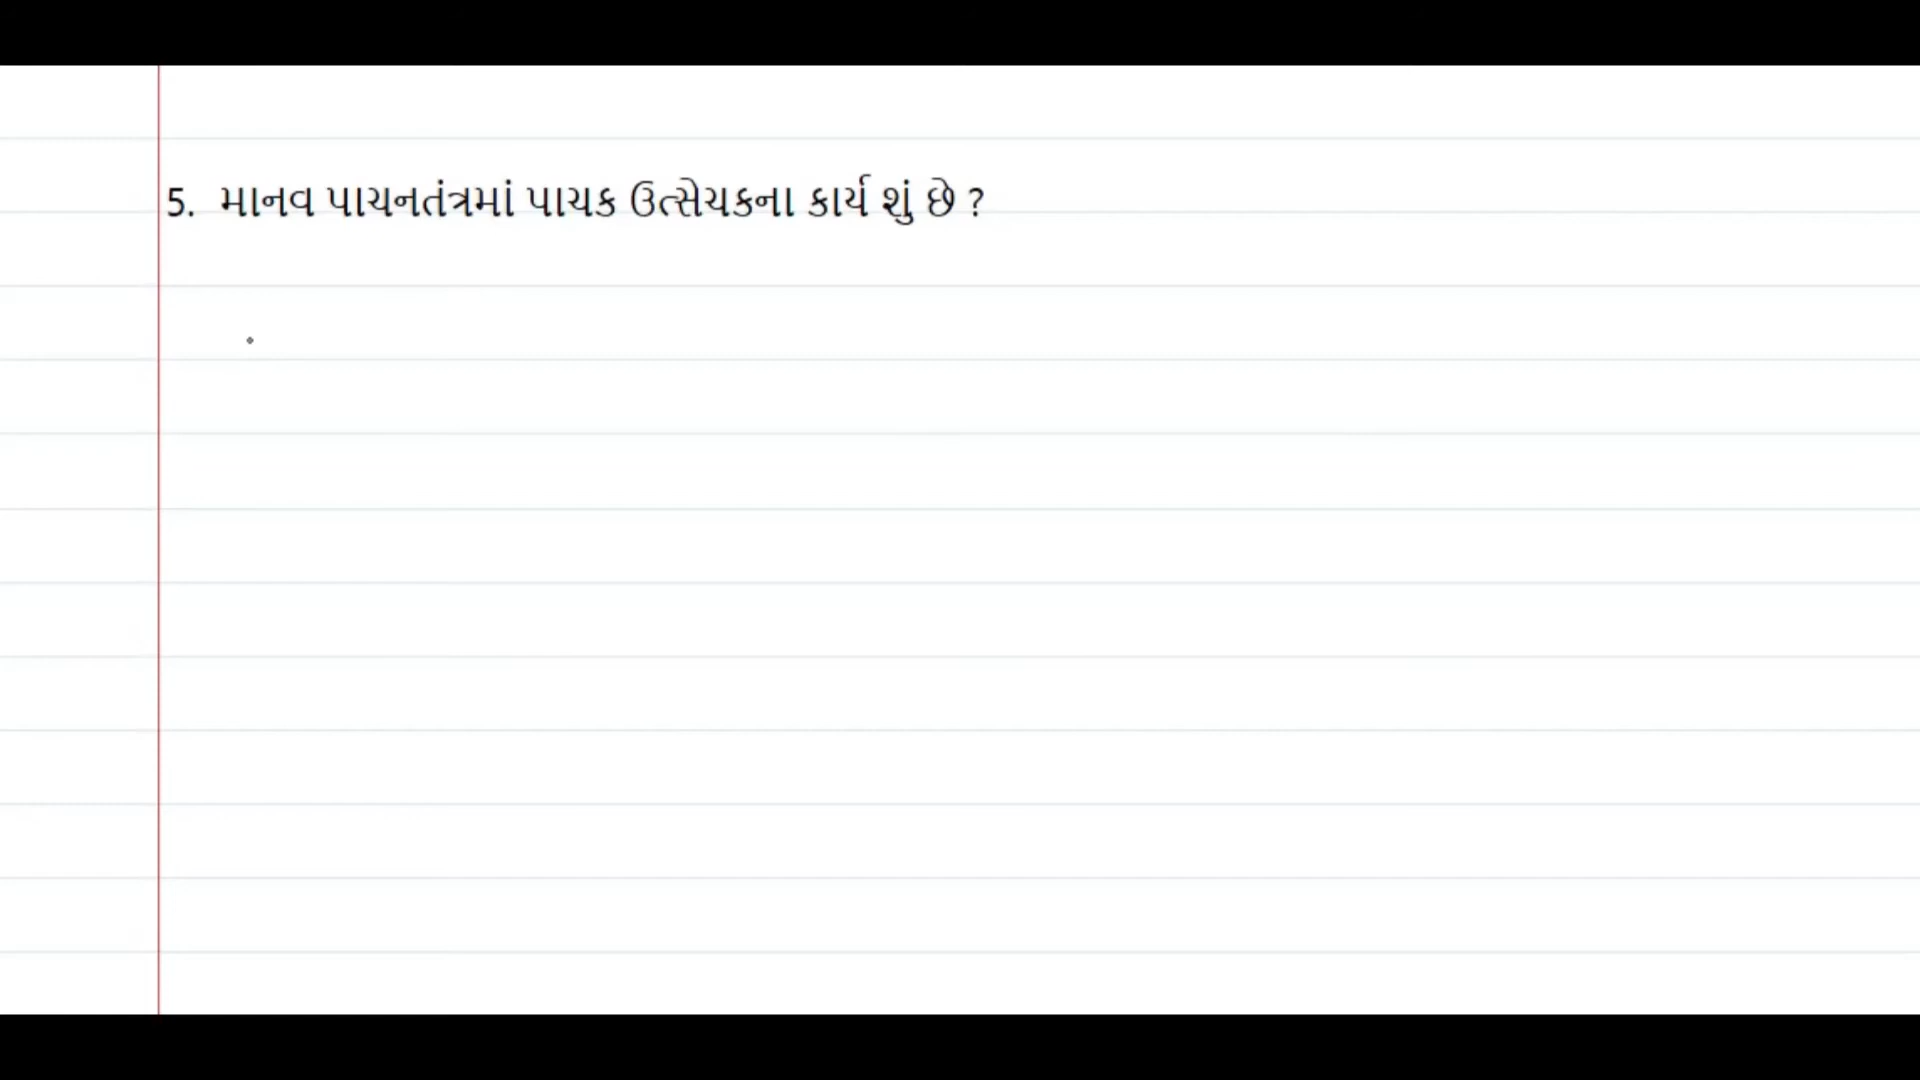 5. માનવ પાચનતંત્રમાં પાચક ઉત્સેચકના કાર્ય શું છે ?